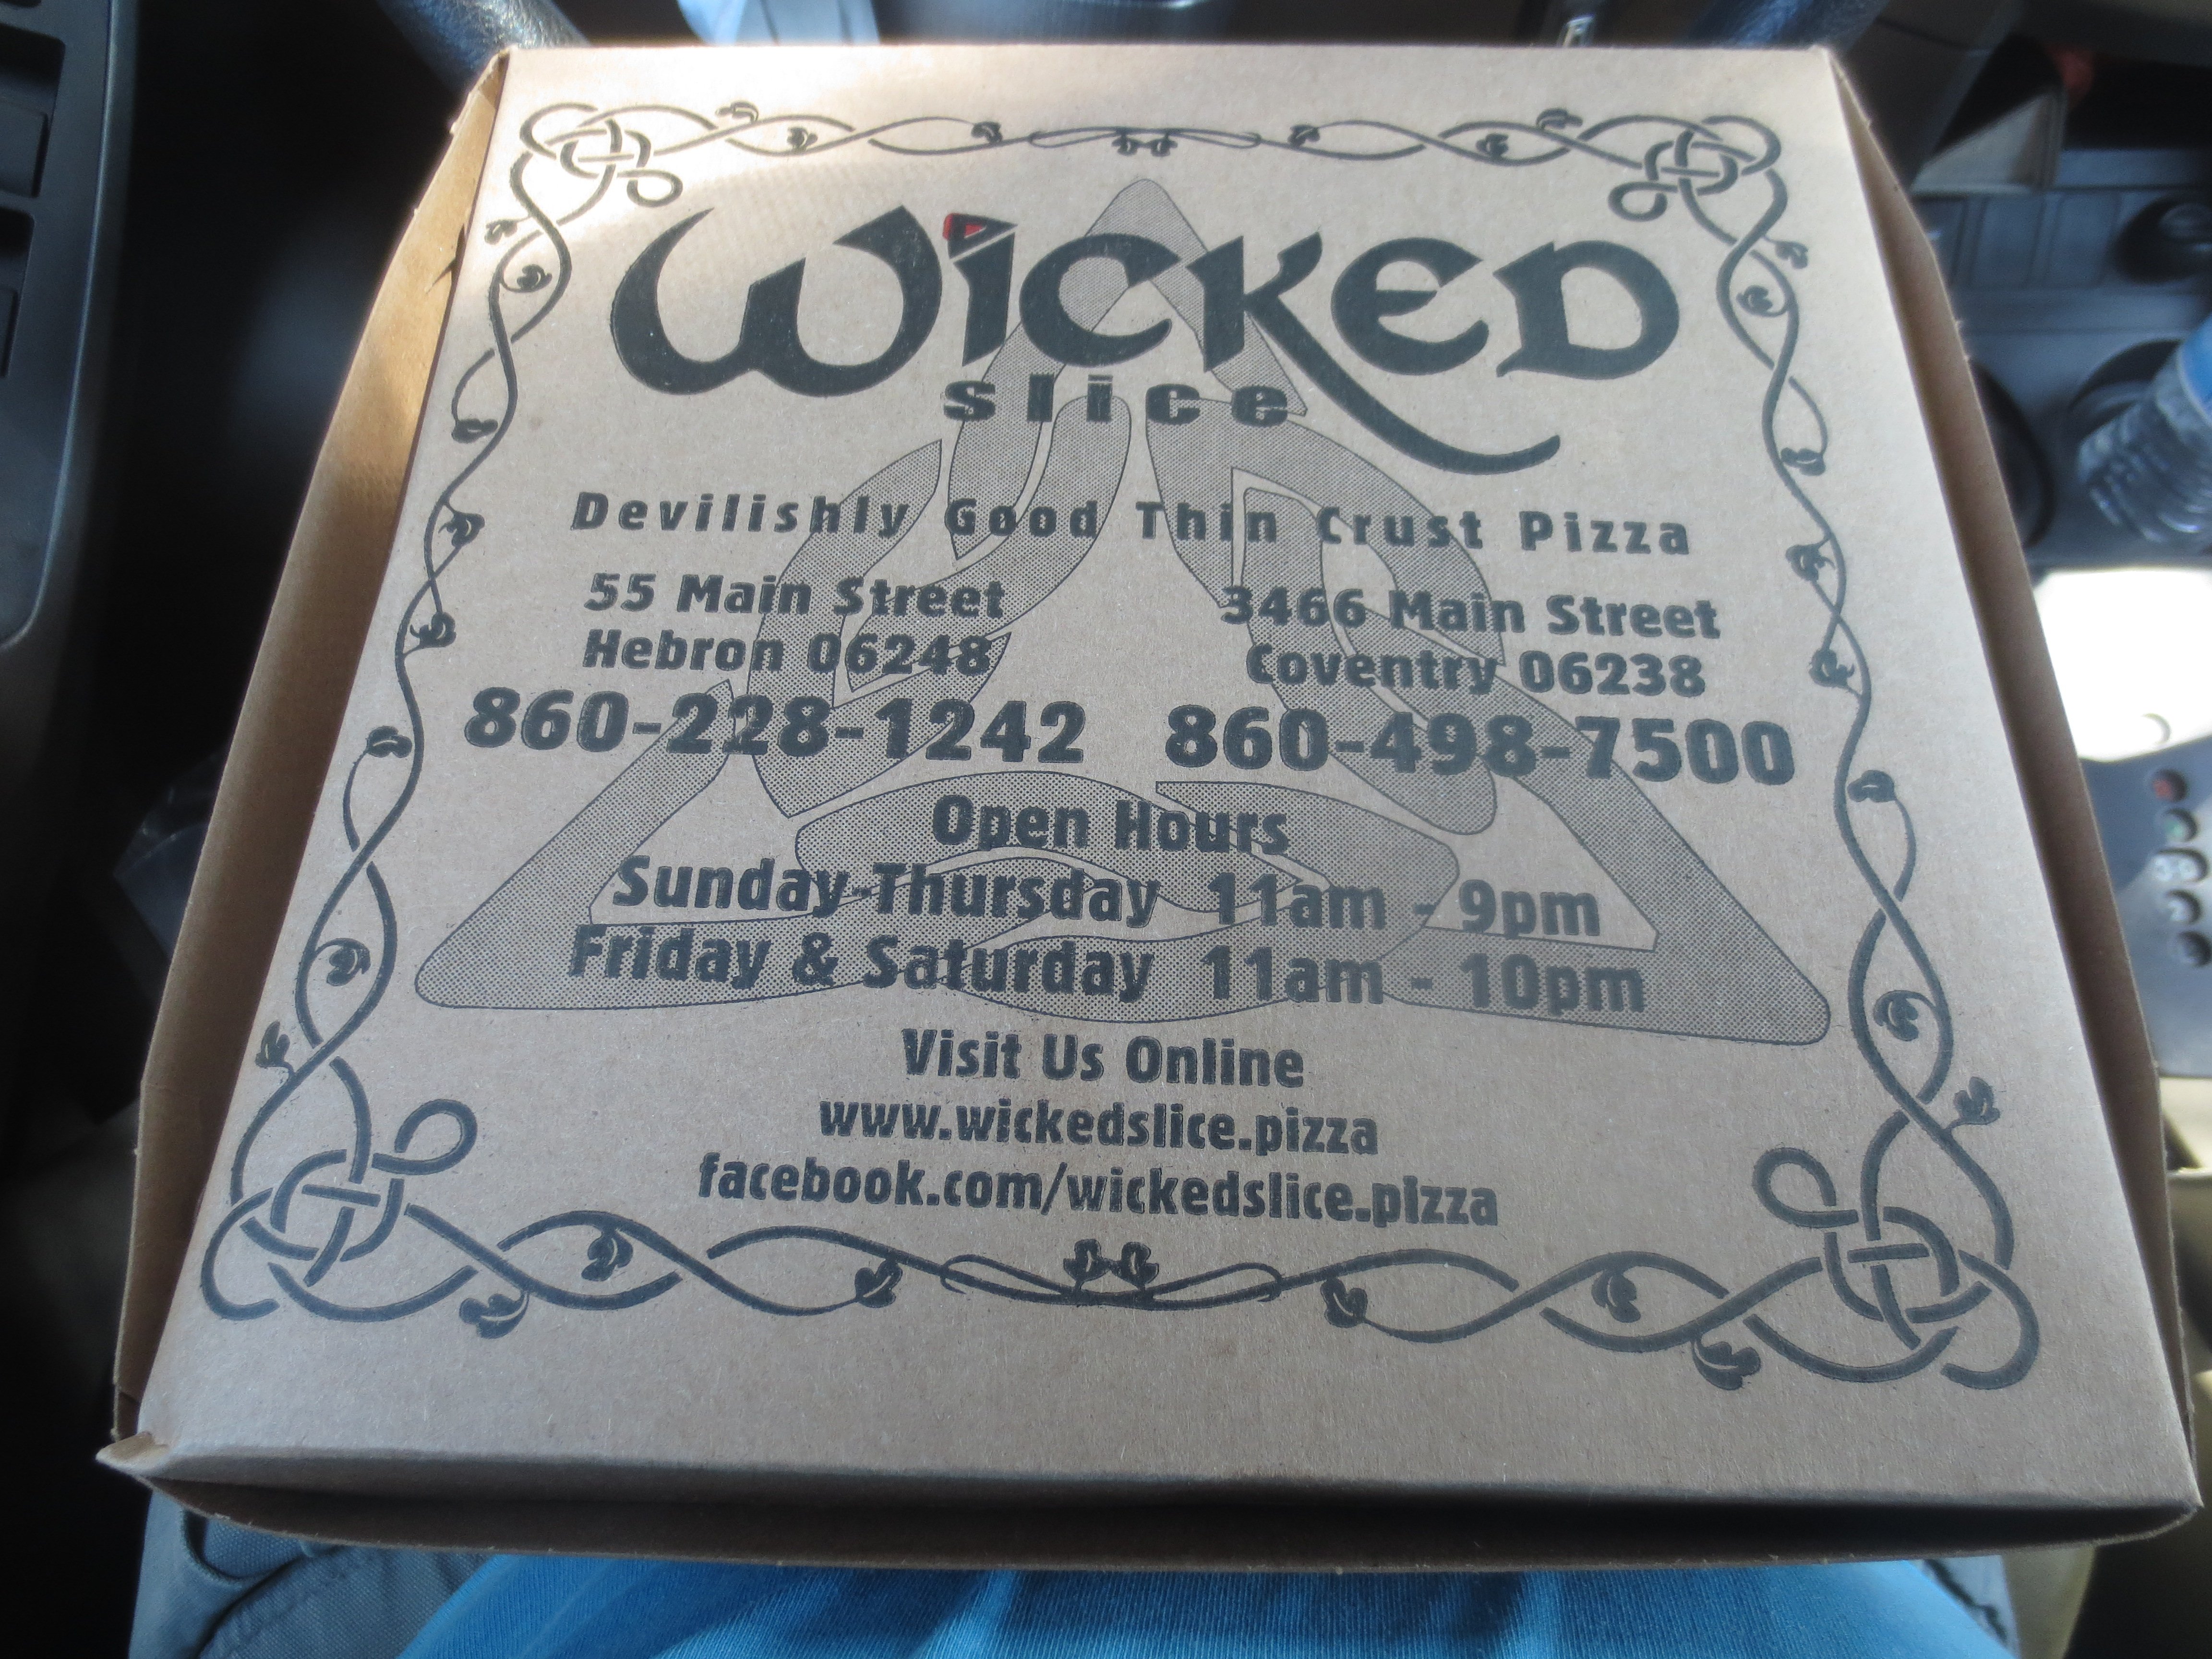 WiCKED
slice
Devilishly Good Thin Crust Pizza
55 Main Street
Hebron 06248
860-228-1242
3466 Main Street
Coventry 06238
860-498-7500
Open Hours
Sunday-Thursday 11am - 9pm
Friday & Saturday 11am - 10pm
Visit Us Online
www.wickedslice.pizza
facebook.com/wickedslice.pizza